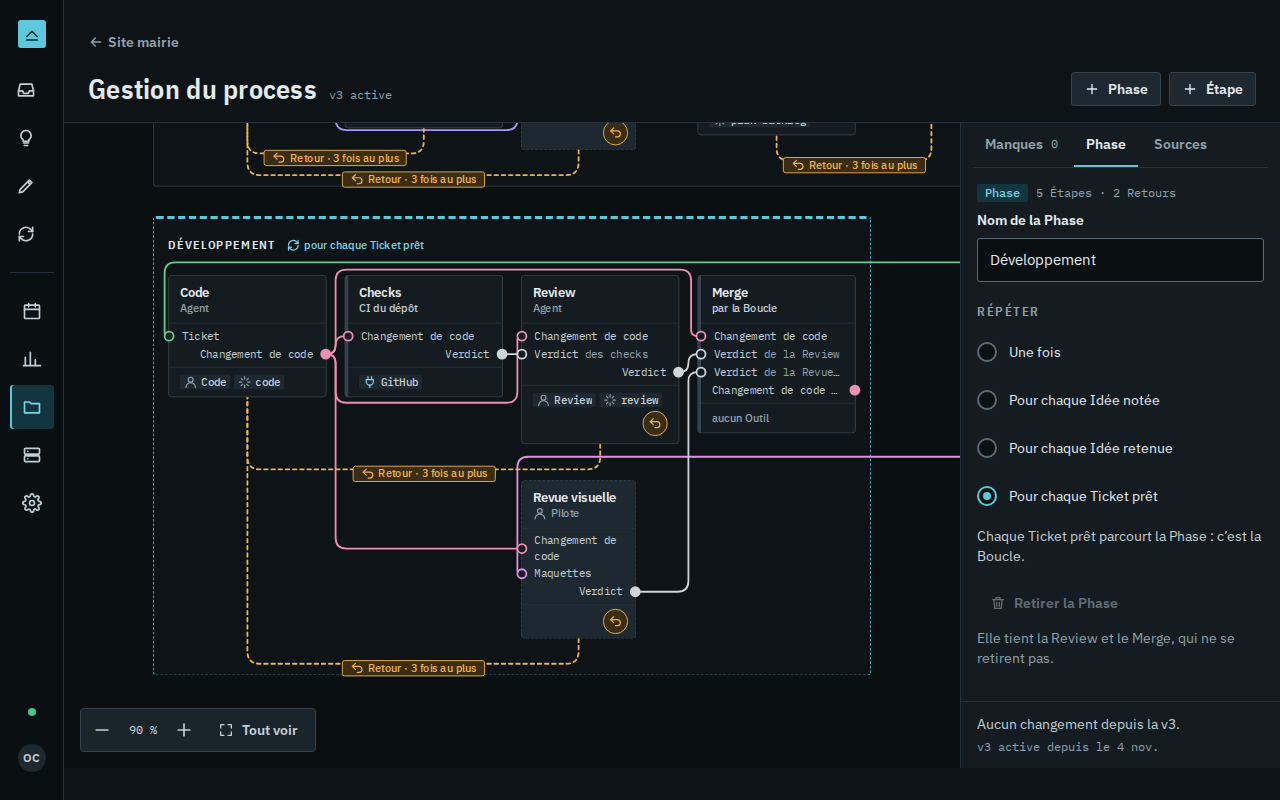 Site mairie
Gestion du process v3 active
Phase
Étape
Retour · 3 fois au plus
Retour · 3 fois au plus
Retour · 3 fois au plus
DÉVELOPPEMENT pour chaque Ticket prêt
Code
Agent
Ticket
Changement de code
Code code
Checks
CI du dépôt
Changement de code
Verdict
GitHub
Review
Agent
Changement de code
Verdict des checks
Verdict
Review review
Merge
par la Boucle
Changement de code
Verdict de la Review
Verdict de la Revue…
Changement de code …
aucun Outil
Retour · 3 fois au plus
Revue visuelle
Pilote
Changement de
code
Maquettes
Verdict
Retour · 3 fois au plus
90 %
Tout voir
OC
Manques 0
Phase
Sources
Phase 5 Étapes · 2 Retours
Nom de la Phase
Développement
RÉPÉTER
Une fois
Pour chaque Idée notée
Pour chaque Idée retenue
Pour chaque Ticket prêt
Chaque Ticket prêt parcourt la Phase : c’est la
Boucle.
Retirer la Phase
Elle tient la Review et le Merge, qui ne se
retirent pas.
Aucun changement depuis la v3.
v3 active depuis le 4 nov.